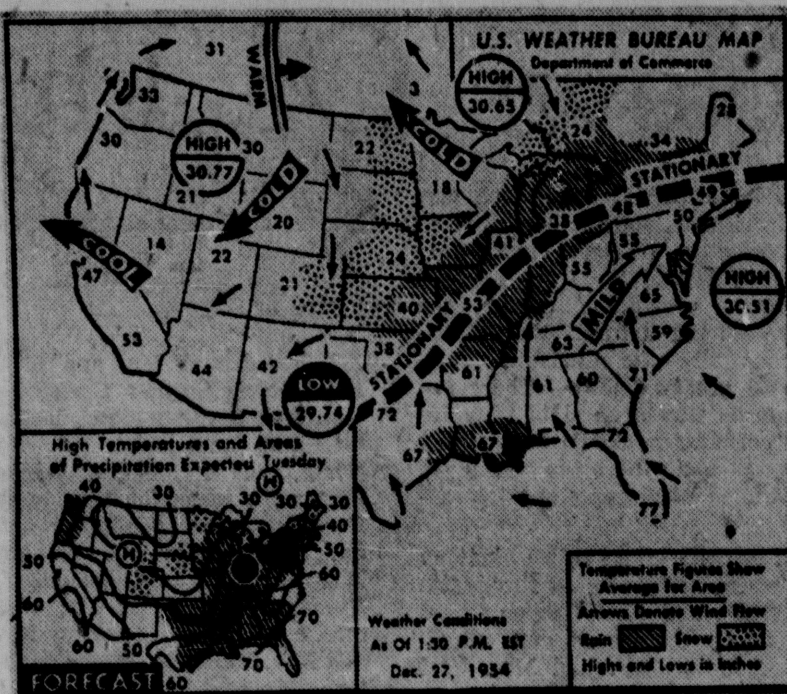 U.S. WEATHER BUREAU MAP
Department of Commerce
31
WARM
3
HIGH
30.65
28
33
30
HIGH
30.77
30
21
COLD
22
COLD
24
34
STATIONARY
18
20
14
22
COOL
47
53
44
42
21
24
40
38
41
53
38
48
49
50
55
55
65
59
MILD
63
HIGH
30.51
STATIONARY
LOW
29.74
72
61
61
60
71
72
67
67
77
High Temperatures and Areas
of Precipitation Expected Tuesday
40
30
30
H
30
30
40
50
50
H
60
60
70
60
50
70
60
FORECAST
Weather Conditions
As Of 1:30 P.M. EST
Dec. 27, 1954
Temperature Figures Show
Average for Area
Arrows Denote Wind Flow
Rain Snow
Highs and Lows in Inches